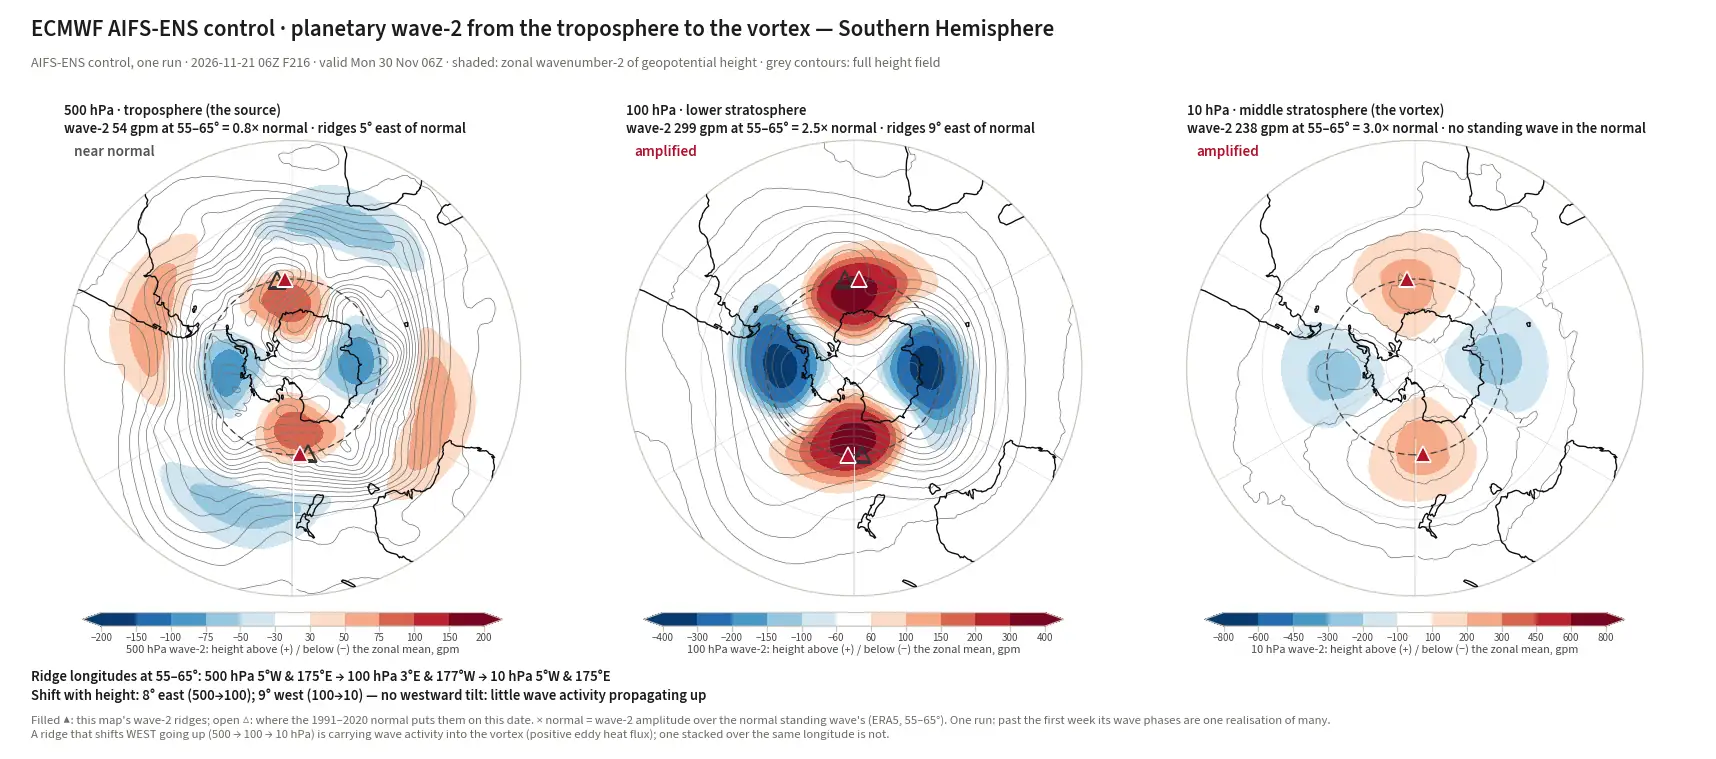 ECMWF AIFS-ENS control · planetary wave-2 from the troposphere to the vortex — Southern Hemisphere
AIFS-ENS control, one run · 2026-11-21 06Z F216 · valid Mon 30 Nov 06Z · shaded: zonal wavenumber-2 of geopotential height · grey contours: full height field
500 hPa · troposphere (the source)
wave-2 54 gpm at 55–65° = 0.8× normal · ridges 5° east of normal
near normal
100 hPa · lower stratosphere
wave-2 299 gpm at 55–65° = 2.5× normal · ridges 9° east of normal
amplified
10 hPa · middle stratosphere (the vortex)
wave-2 238 gpm at 55–65° = 3.0× normal · no standing wave in the normal
amplified
−200 −150 −100 −75 −50 −30 30 50 75 100 150 200
500 hPa wave-2: height above (+) / below (−) the zonal mean, gpm
−400 −300 −200 −150 −100 −60 60 100 150 200 300 400
100 hPa wave-2: height above (+) / below (−) the zonal mean, gpm
−800 −600 −450 −300 −200 −100 100 200 300 450 600 800
10 hPa wave-2: height above (+) / below (−) the zonal mean, gpm
Ridge longitudes at 55–65°: 500 hPa 5°W & 175°E → 100 hPa 3°E & 177°W → 10 hPa 5°W & 175°E
Shift with height: 8° east (500→100); 9° west (100→10) — no westward tilt: little wave activity propagating up
Filled ▲: this map's wave-2 ridges; open △: where the 1991–2020 normal puts them on this date. × normal = wave-2 amplitude over the normal standing wave's (ERA5, 55–65°). One run: past the first week its wave phases are one realisation of many.
A ridge that shifts WEST going up (500 → 100 → 10 hPa) is carrying wave activity into the vortex (positive eddy heat flux); one stacked over the same longitude is not.